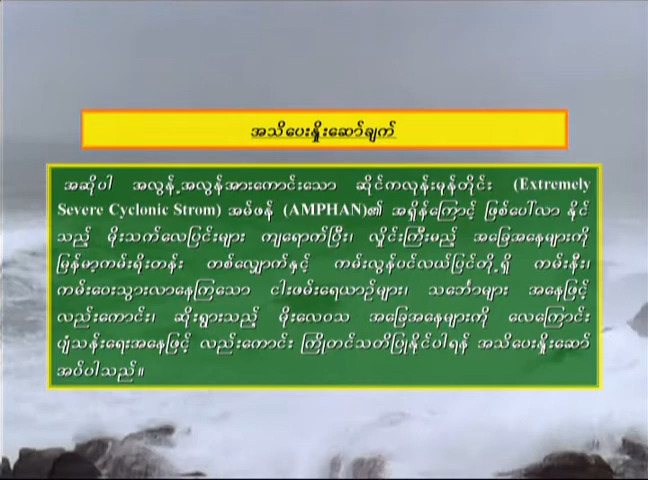 အသိပေးနှိုးဆော်ချက်
အဆိုပါ အလွန့်အလွန်အားကောင်းသော ဆိုင်ကလုန်းမုန်တိုင်း (Extremely
Severe Cyclonic Strom) အမ်ဖန် (AMPHAN)၏ အရှိန်ကြောင့် ဖြစ်ပေါ်လာ နိုင်
သည့် မိုးသက်လေပြင်းများ ကျရောက်ပြီး၊ လှိုင်းကြီးမည့် အခြေအနေများကို
မြန်မာ့ကမ်းရိုးတန်း တစ်လျှောက်နှင့် ကမ်းလွန်ပင်လယ်ပြင်တို့ရှိ ကမ်းနီး၊
ကမ်းဝေးသွားလာနေကြသော ငါးဖမ်းရေယာဉ်များ၊ သင်္ဘောများ အနေဖြင့်
လည်းကောင်း၊ ဆိုးရွားသည့် မိုးလေဝသ အခြေအနေများကို လေကြောင်း
ပျံသန်းရေးအနေဖြင့် လည်းကောင်း ကြိုတင်သတိပြုနိုင်ပါရန် အသိပေးနှိုးဆော်
အပ်ပါသည်။